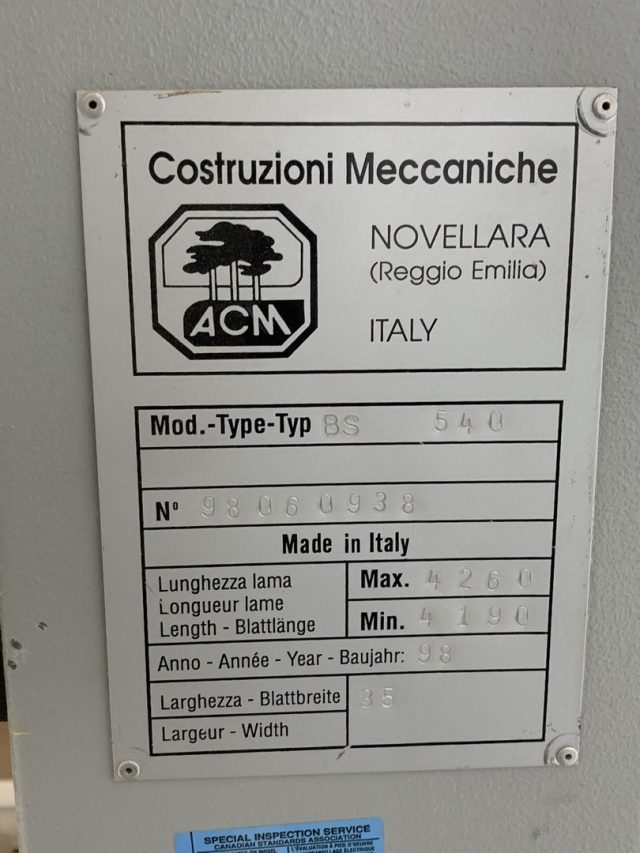 Costruzioni Meccaniche
ACM
NOVELLARA
(Reggio Emilia)
ITALY
Mod.-Type-Typ BS 540
N° 98060938
Made in Italy
Lunghezza lama
Longueur lame
Length - Blattlänge
Max. 4260
Min. 4190
Anno - Année - Year - Baujahr: 98
Larghezza - Blattbreite 35
Largeur - Width
SPECIAL INSPECTION SERVICE
CANADIAN STANDARDS ASSOCIATION